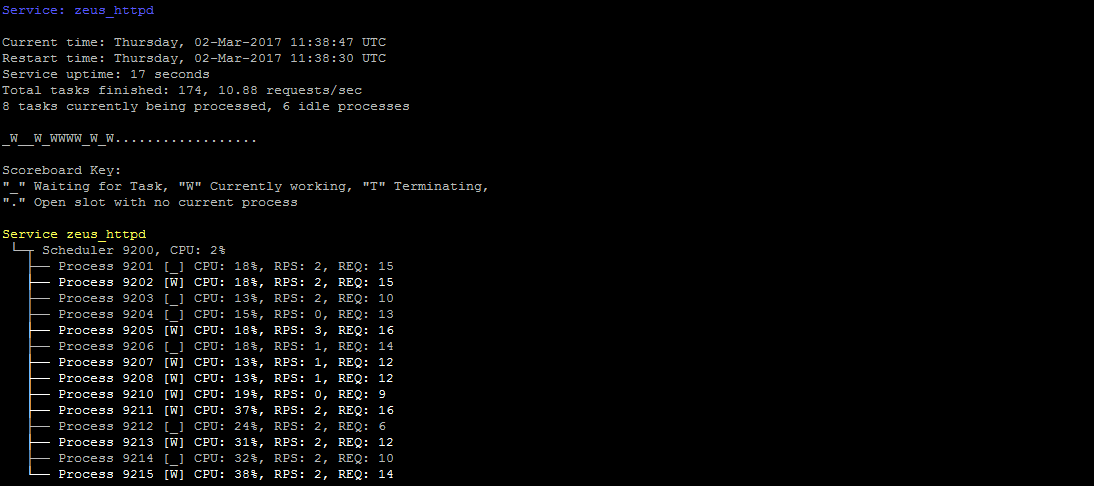 Service: zeus_httpd
Current time: Thursday, 02-Mar-2017 11:38:47 UTC
Restart time: Thursday, 02-Mar-2017 11:38:30 UTC
Service uptime: 17 seconds
Total tasks finished: 174, 10.88 requests/sec
8 tasks currently being processed, 6 idle processes
_W__W_WWWW_W_W..................
Scoreboard Key:
"_" Waiting for Task, "W" Currently working, "T" Terminating,
"." Open slot with no current process
Service zeus_httpd
└─┬ Scheduler 9200, CPU: 2%
├── Process 9201 [_] CPU: 18%, RPS: 2, REQ: 15
├── Process 9202 [W] CPU: 18%, RPS: 2, REQ: 15
├── Process 9203 [_] CPU: 13%, RPS: 2, REQ: 10
├── Process 9204 [_] CPU: 15%, RPS: 0, REQ: 13
├── Process 9205 [W] CPU: 18%, RPS: 3, REQ: 16
├── Process 9206 [_] CPU: 18%, RPS: 1, REQ: 14
├── Process 9207 [W] CPU: 13%, RPS: 1, REQ: 12
├── Process 9208 [W] CPU: 13%, RPS: 1, REQ: 12
├── Process 9210 [W] CPU: 19%, RPS: 0, REQ: 9
├── Process 9211 [W] CPU: 37%, RPS: 2, REQ: 16
├── Process 9212 [_] CPU: 24%, RPS: 2, REQ: 6
├── Process 9213 [W] CPU: 31%, RPS: 2, REQ: 12
├── Process 9214 [_] CPU: 32%, RPS: 2, REQ: 10
└── Process 9215 [W] CPU: 38%, RPS: 2, REQ: 14